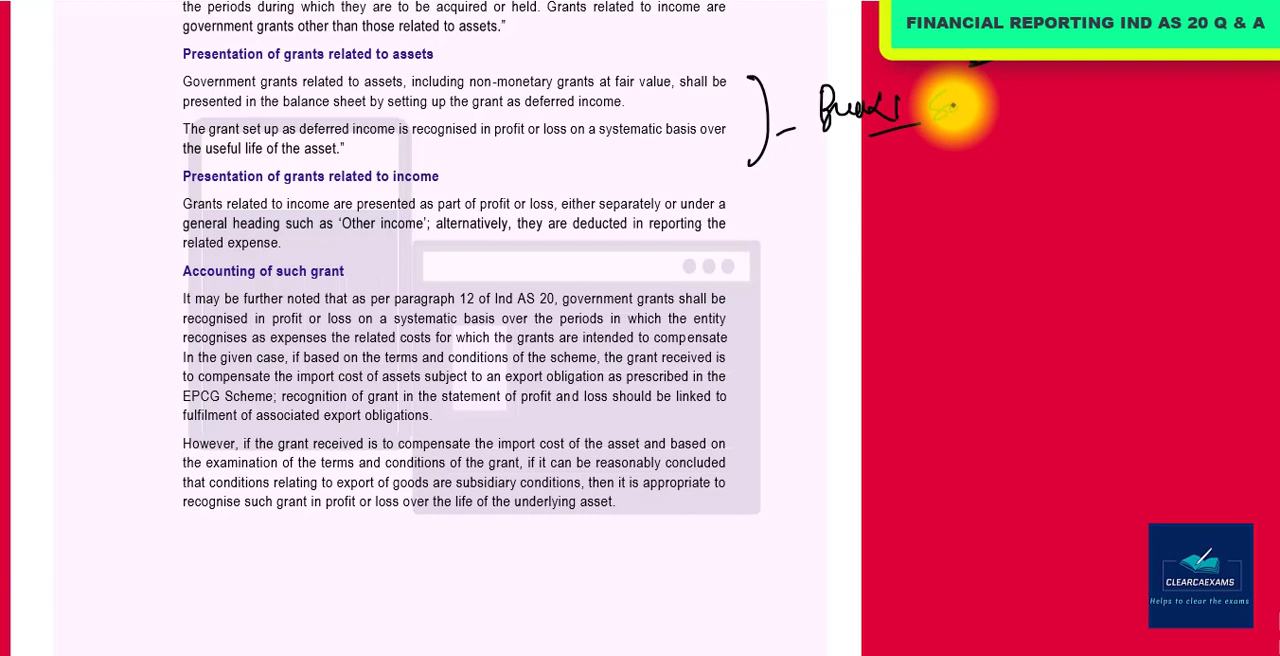 the periods during which they are to be acquired or held. Grants related to income are
government grants other than those related to assets.”
Presentation of grants related to assets
Government grants related to assets, including non-monetary grants at fair value, shall be
presented in the balance sheet by setting up the grant as deferred income.
The grant set up as deferred income is recognised in profit or loss on a systematic basis over
the useful life of the asset.”
Presentation of grants related to income
Grants related to income are presented as part of profit or loss, either separately or under a
general heading such as ‘Other income’; alternatively, they are deducted in reporting the
related expense.
Accounting of such grant
It may be further noted that as per paragraph 12 of Ind AS 20, government grants shall be
recognised in profit or loss on a systematic basis over the periods in which the entity
recognises as expenses the related costs for which the grants are intended to compensate
In the given case, if based on the terms and conditions of the scheme, the grant received is
to compensate the import cost of assets subject to an export obligation as prescribed in the
EPCG Scheme; recognition of grant in the statement of profit and loss should be linked to
fulfilment of associated export obligations.
However, if the grant received is to compensate the import cost of the asset and based on
the examination of the terms and conditions of the grant, if it can be reasonably concluded
that conditions relating to export of goods are subsidiary conditions, then it is appropriate to
recognise such grant in profit or loss over the life of the underlying asset.
FINANCIAL REPORTING IND AS 20 Q & A
CLEARCAEXAMS
Helps to clear the exams